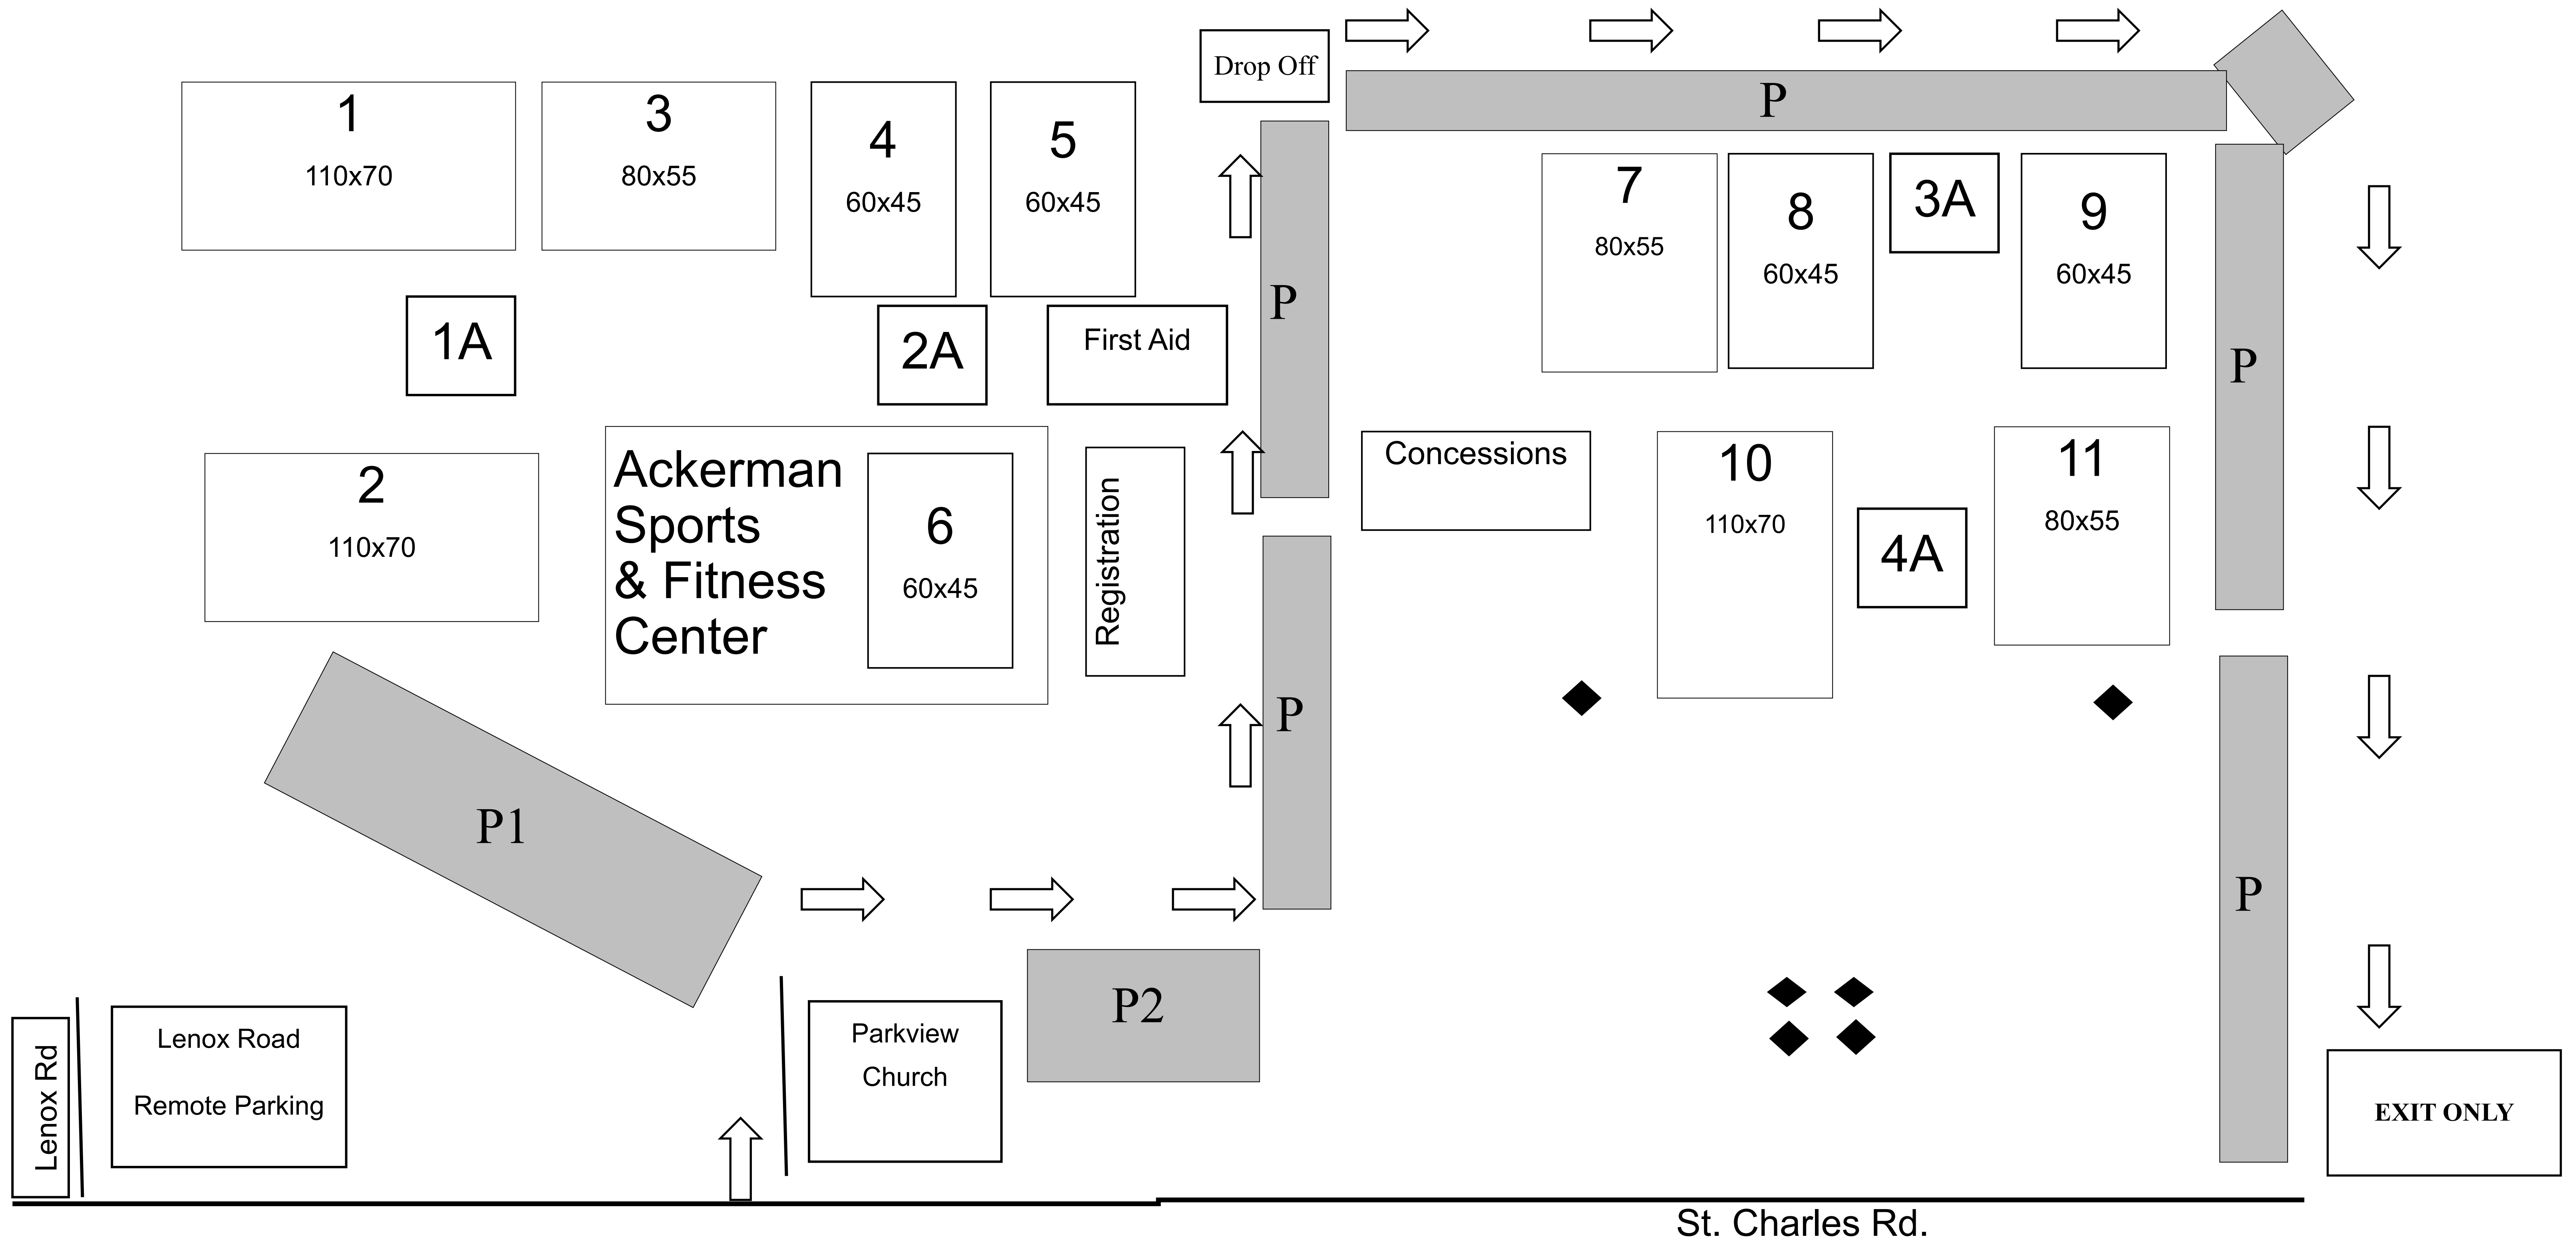 Drop Off
P
1
110x70
3
80x55
4
60x45
5
60x45
7
80x55
8
60x45
3A
9
60x45
P
P
1A
2A
First Aid
2
110x70
Ackerman
Sports
& Fitness
Center
6
60x45
Registration
Concessions
10
110x70
4A
11
80x55
P
P1
P
P2
Lenox Rd
Lenox Road
Remote Parking
Parkview
Church
EXIT ONLY
St. Charles Rd.